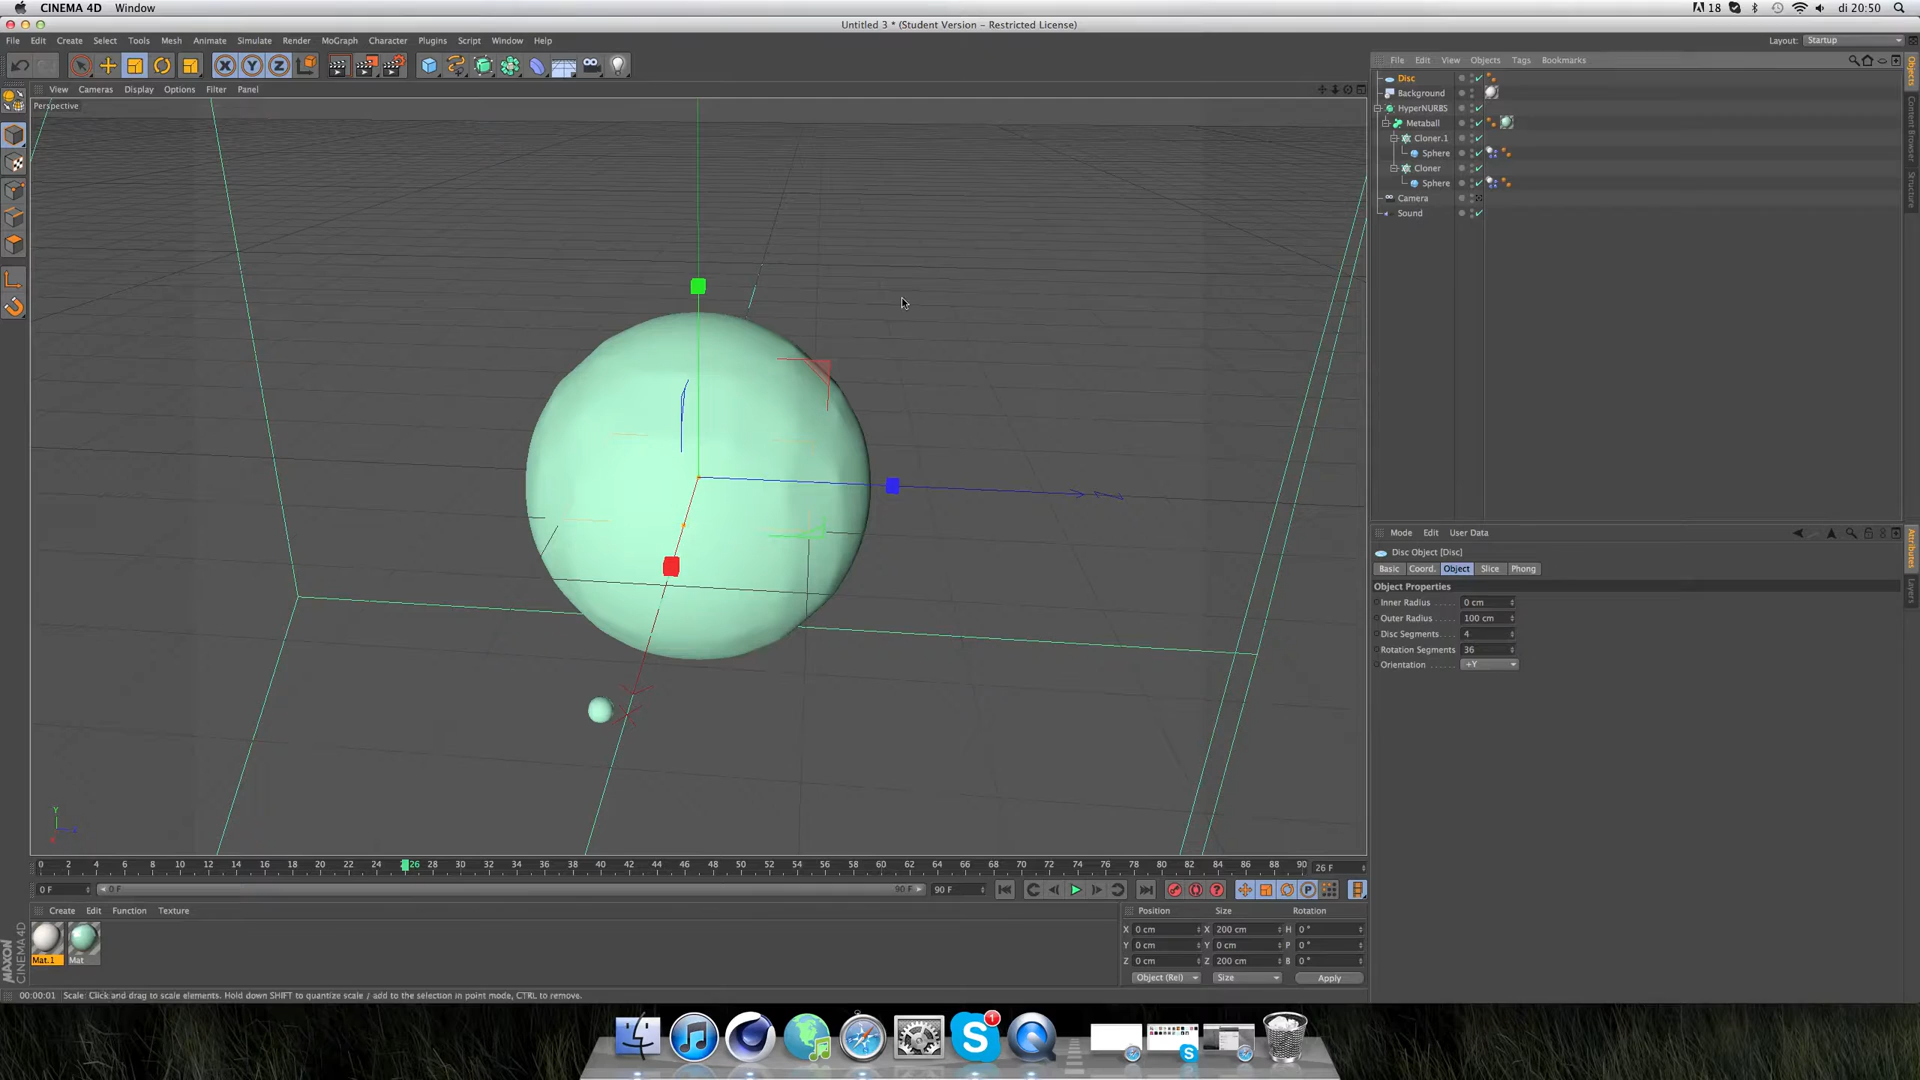 CINEMA 4D Window
18 di 20:50
Untitled 3 * (Student Version - Restricted License)
File Edit Create Select Tools Mesh Animate Simulate Render MoGraph Character Plugins Script Window Help
Layout: Startup
X Y Z
File Edit View Objects Tags Bookmarks
View Cameras Display Options Filter Panel
Perspective
Disc
Background
HyperNURBS
Metaball
Cloner.1
Sphere
Cloner
Sphere
Camera
Sound
Objects
Content Browser
Structure
Mode Edit User Data
Disc Object [Disc]
Basic Coord. Object Slice Phong
Object Properties
Inner Radius 0 cm
Outer Radius 100 cm
Disc Segments 4
Rotation Segments 36
Orientation +Y
Attributes
Layers
Y
0 2 4 6 8 10 12 14 16 18 20 22 24 26 28 30 32 34 36 38 40 42 44 46 48 50 52 54 56 58 60 62 64 66 68 70 72 74 76 78 80 82 84 86 88 90 26 F
0 F 0 F 90 F 90 F
Create Edit Function Texture
Mat.1 Mat
Position Size Rotation
X 0 cm X 200 cm H 0 °
Y 0 cm Y 0 cm P 0 °
Z 0 cm Z 200 cm B 0 °
Object (Rel) Size Apply
MAXON
CINEMA 4D
00:00:01 Scale: Click and drag to scale elements. Hold down SHIFT to quantize scale / add to the selection in point mode, CTRL to remove.
1